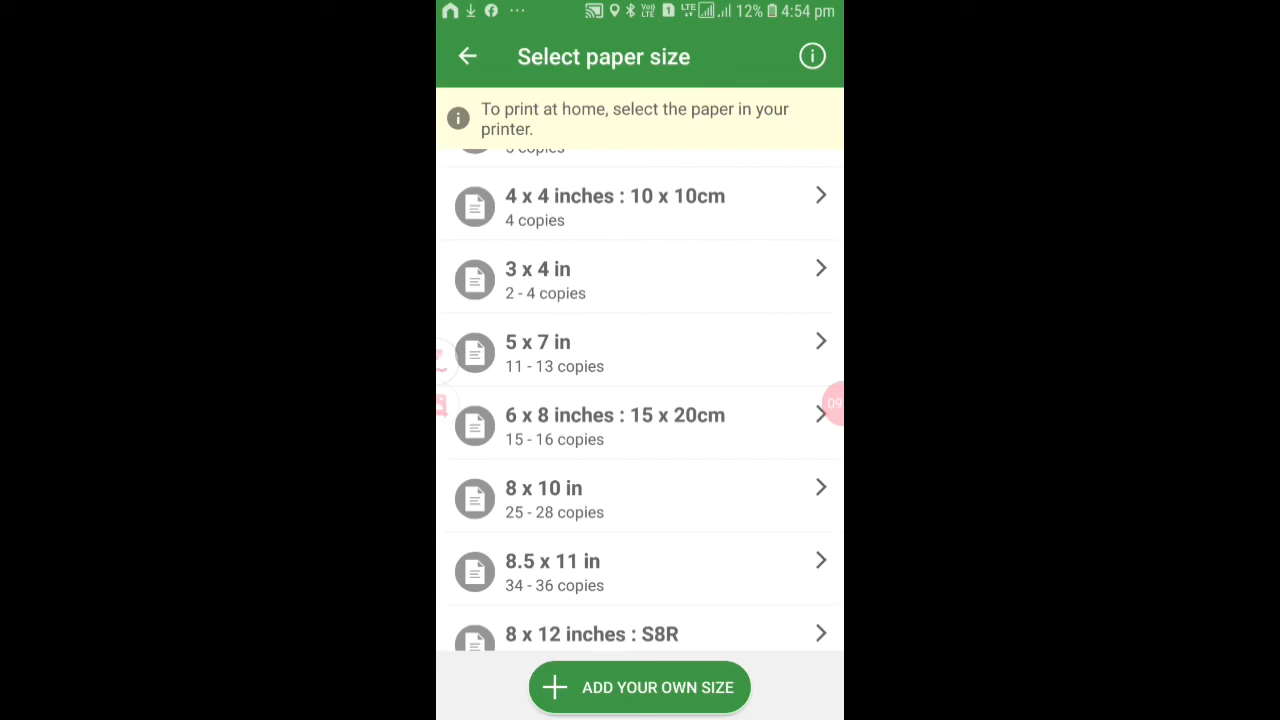 12% 4:54 pm
Select paper size
To print at home, select the paper in your
printer.
copies
4 x 4 inches : 10 x 10cm
4 copies
3 x 4 in
2 - 4 copies
5 x 7 in
11 - 13 copies
6 x 8 inches : 15 x 20cm
15 - 16 copies
8 x 10 in
25 - 28 copies
8.5 x 11 in
34 - 36 copies
8 x 12 inches : S8R
ADD YOUR OWN SIZE